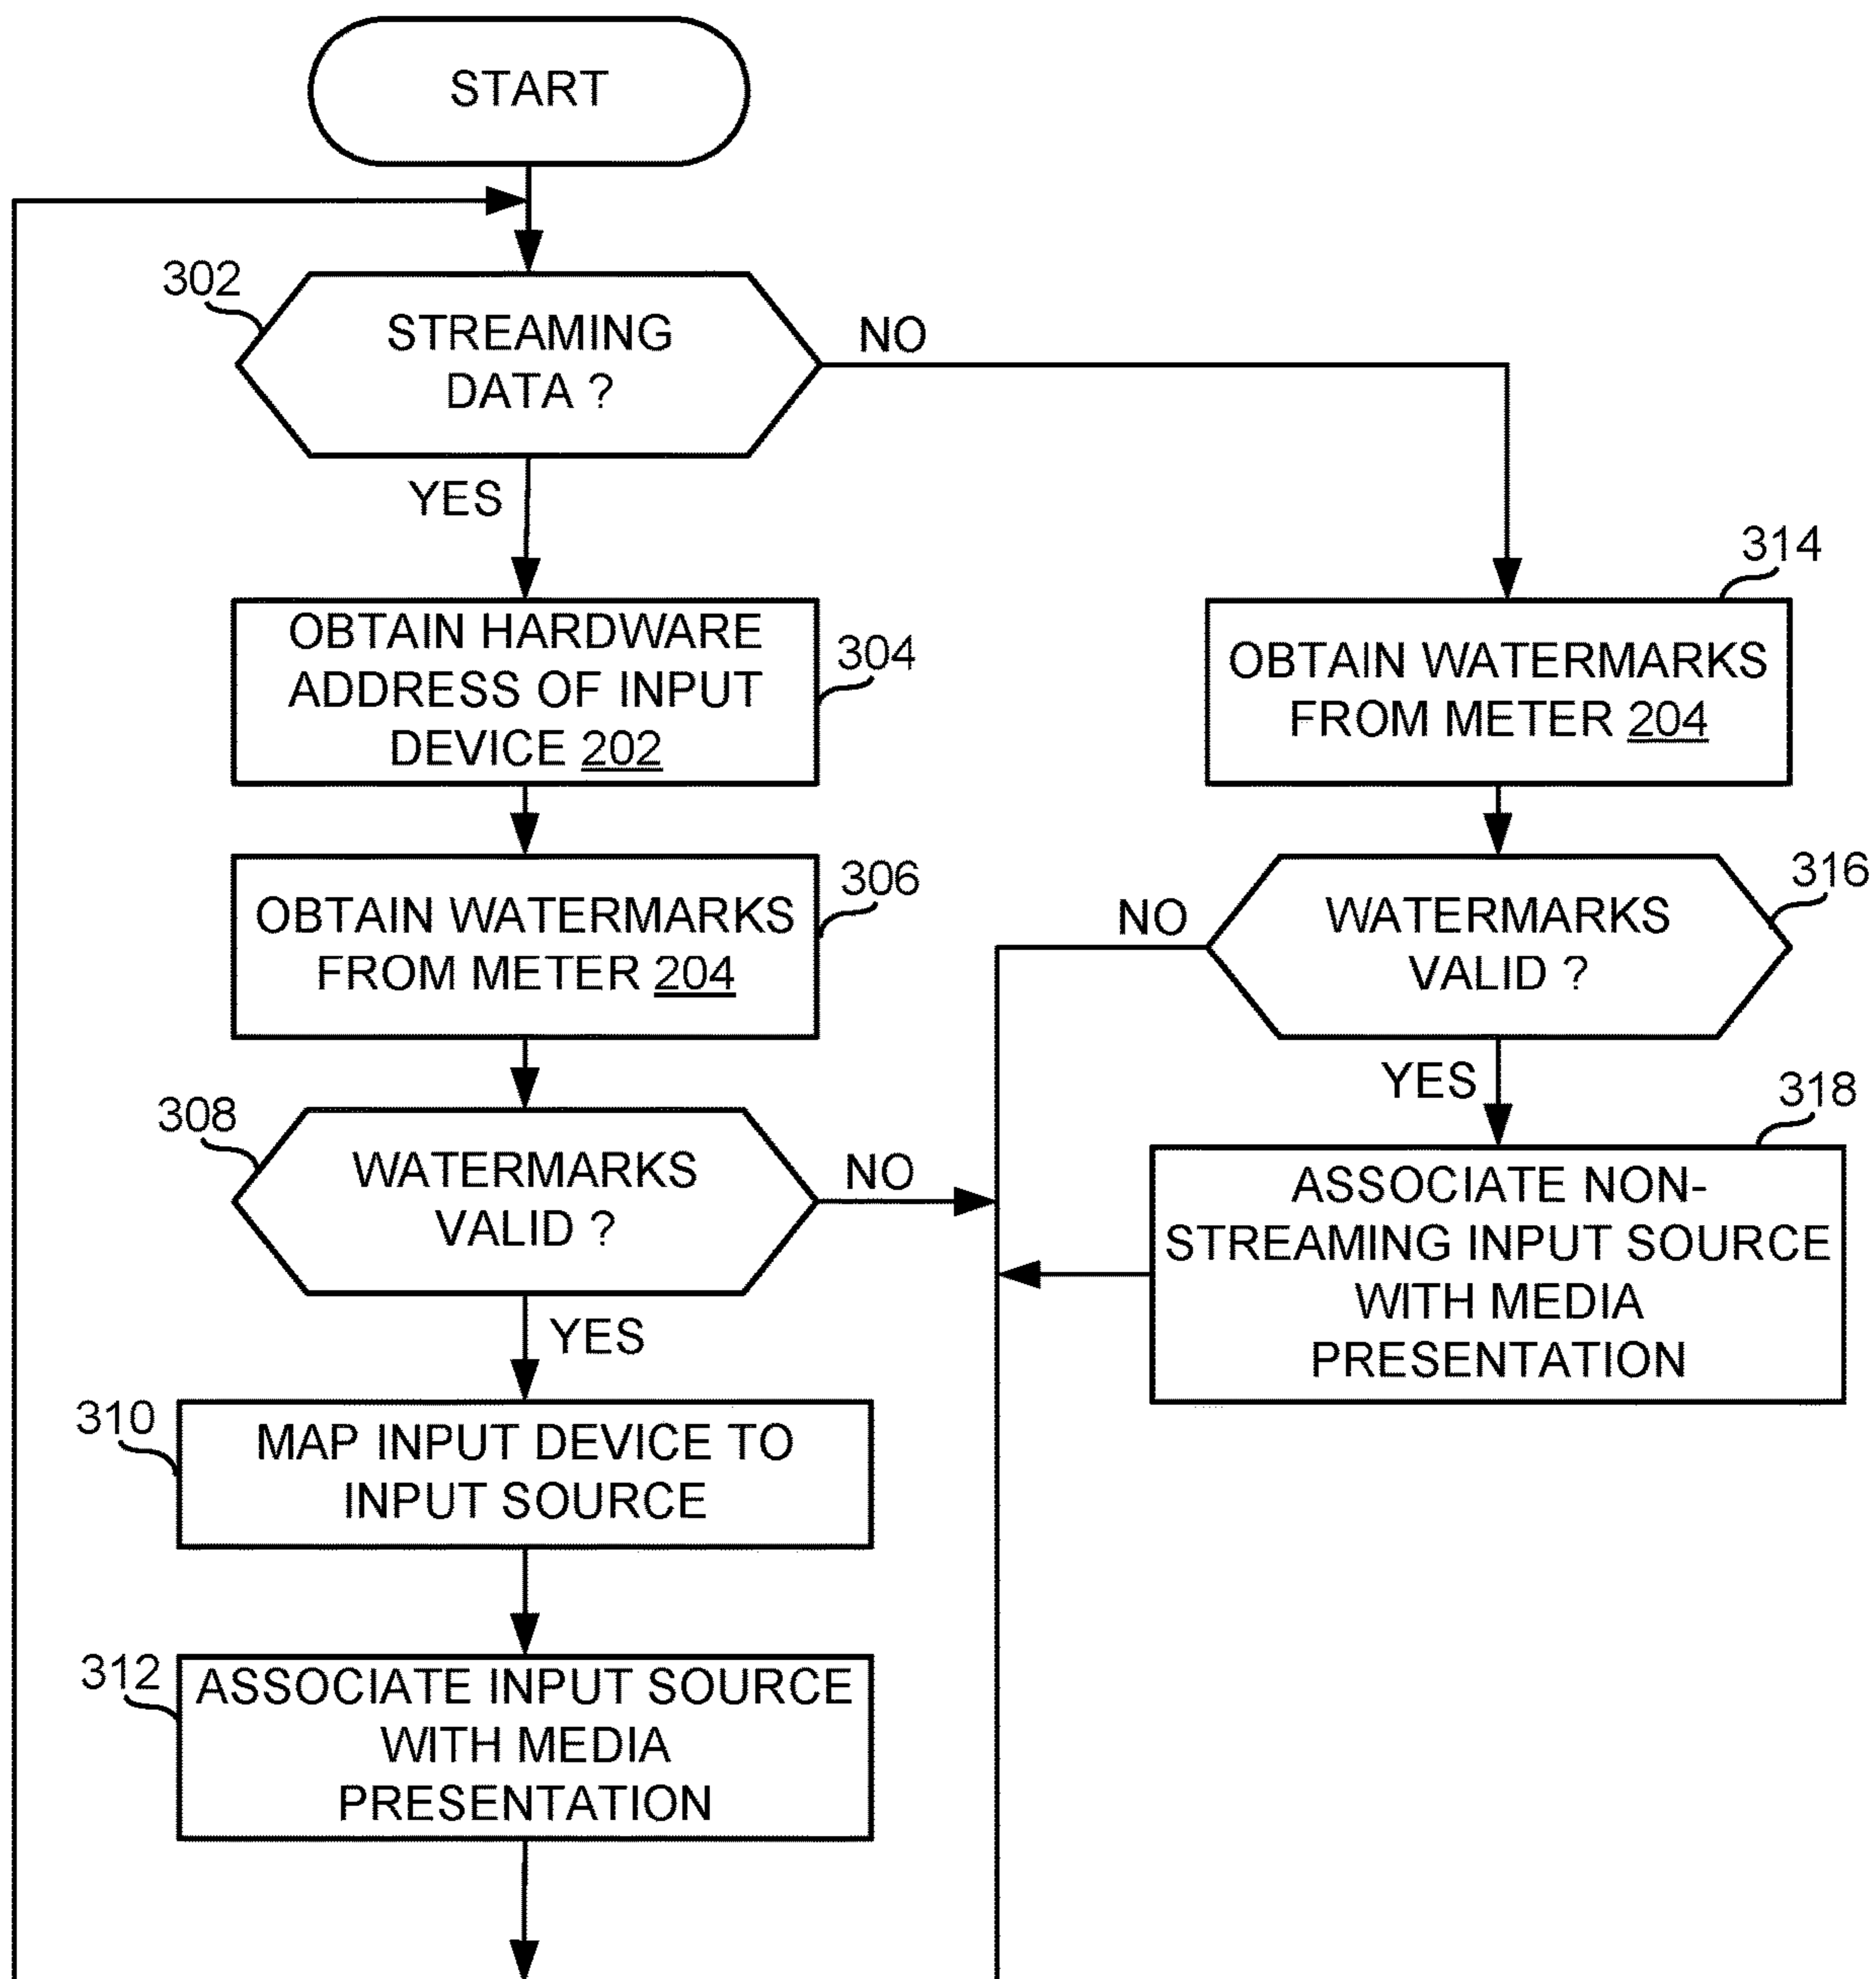 START
302
STREAMING
DATA ?
NO
YES
304
OBTAIN HARDWARE
ADDRESS OF INPUT
DEVICE 202
306
OBTAIN WATERMARKS
FROM METER 204
308
WATERMARKS
VALID ?
NO
YES
310
MAP INPUT DEVICE TO
INPUT SOURCE
312
ASSOCIATE INPUT SOURCE
WITH MEDIA
PRESENTATION
314
OBTAIN WATERMARKS
FROM METER 204
316
WATERMARKS
VALID ?
NO
YES
318
ASSOCIATE NON-
STREAMING INPUT SOURCE
WITH MEDIA
PRESENTATION